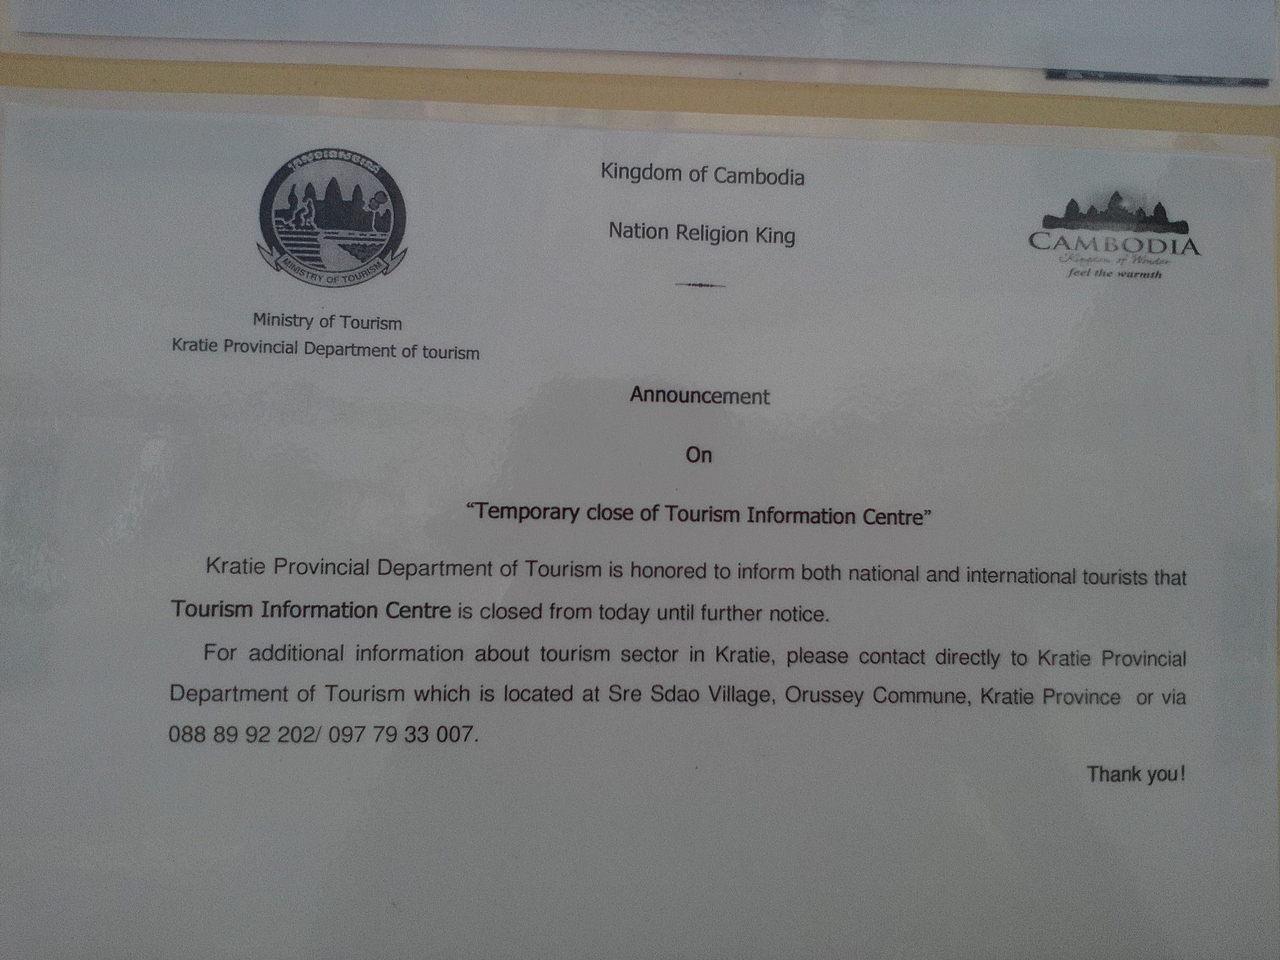 MINISTRY OF TOURISM
Ministry of Tourism
Kratie Provincial Department of tourism
Kingdom of Cambodia
Nation Religion King
CAMBODIA
Kingdom of Wonder
feel the warmth
Announcement
On
“Temporary close of Tourism Information Centre”
Kratie Provincial Department of Tourism is honored to inform both national and international tourists that
Tourism Information Centre is closed from today until further notice.
For additional information about tourism sector in Kratie, please contact directly to Kratie Provincial
Department of Tourism which is located at Sre Sdao Village, Orussey Commune, Kratie Province or via
088 89 92 202/ 097 79 33 007.
Thank you!